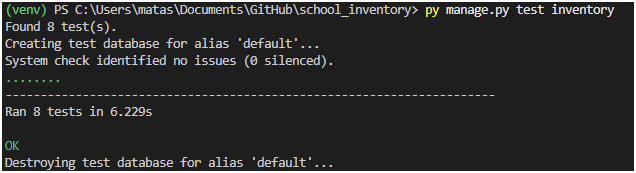 (venv) PS C:\Users\matas\Documents\GitHub\school_inventory> py manage.py test inventory
Found 8 test(s).
Creating test database for alias 'default'...
System check identified no issues (0 silenced).
........
----------------------------------------------------------------------
Ran 8 tests in 6.229s

OK
Destroying test database for alias 'default'...